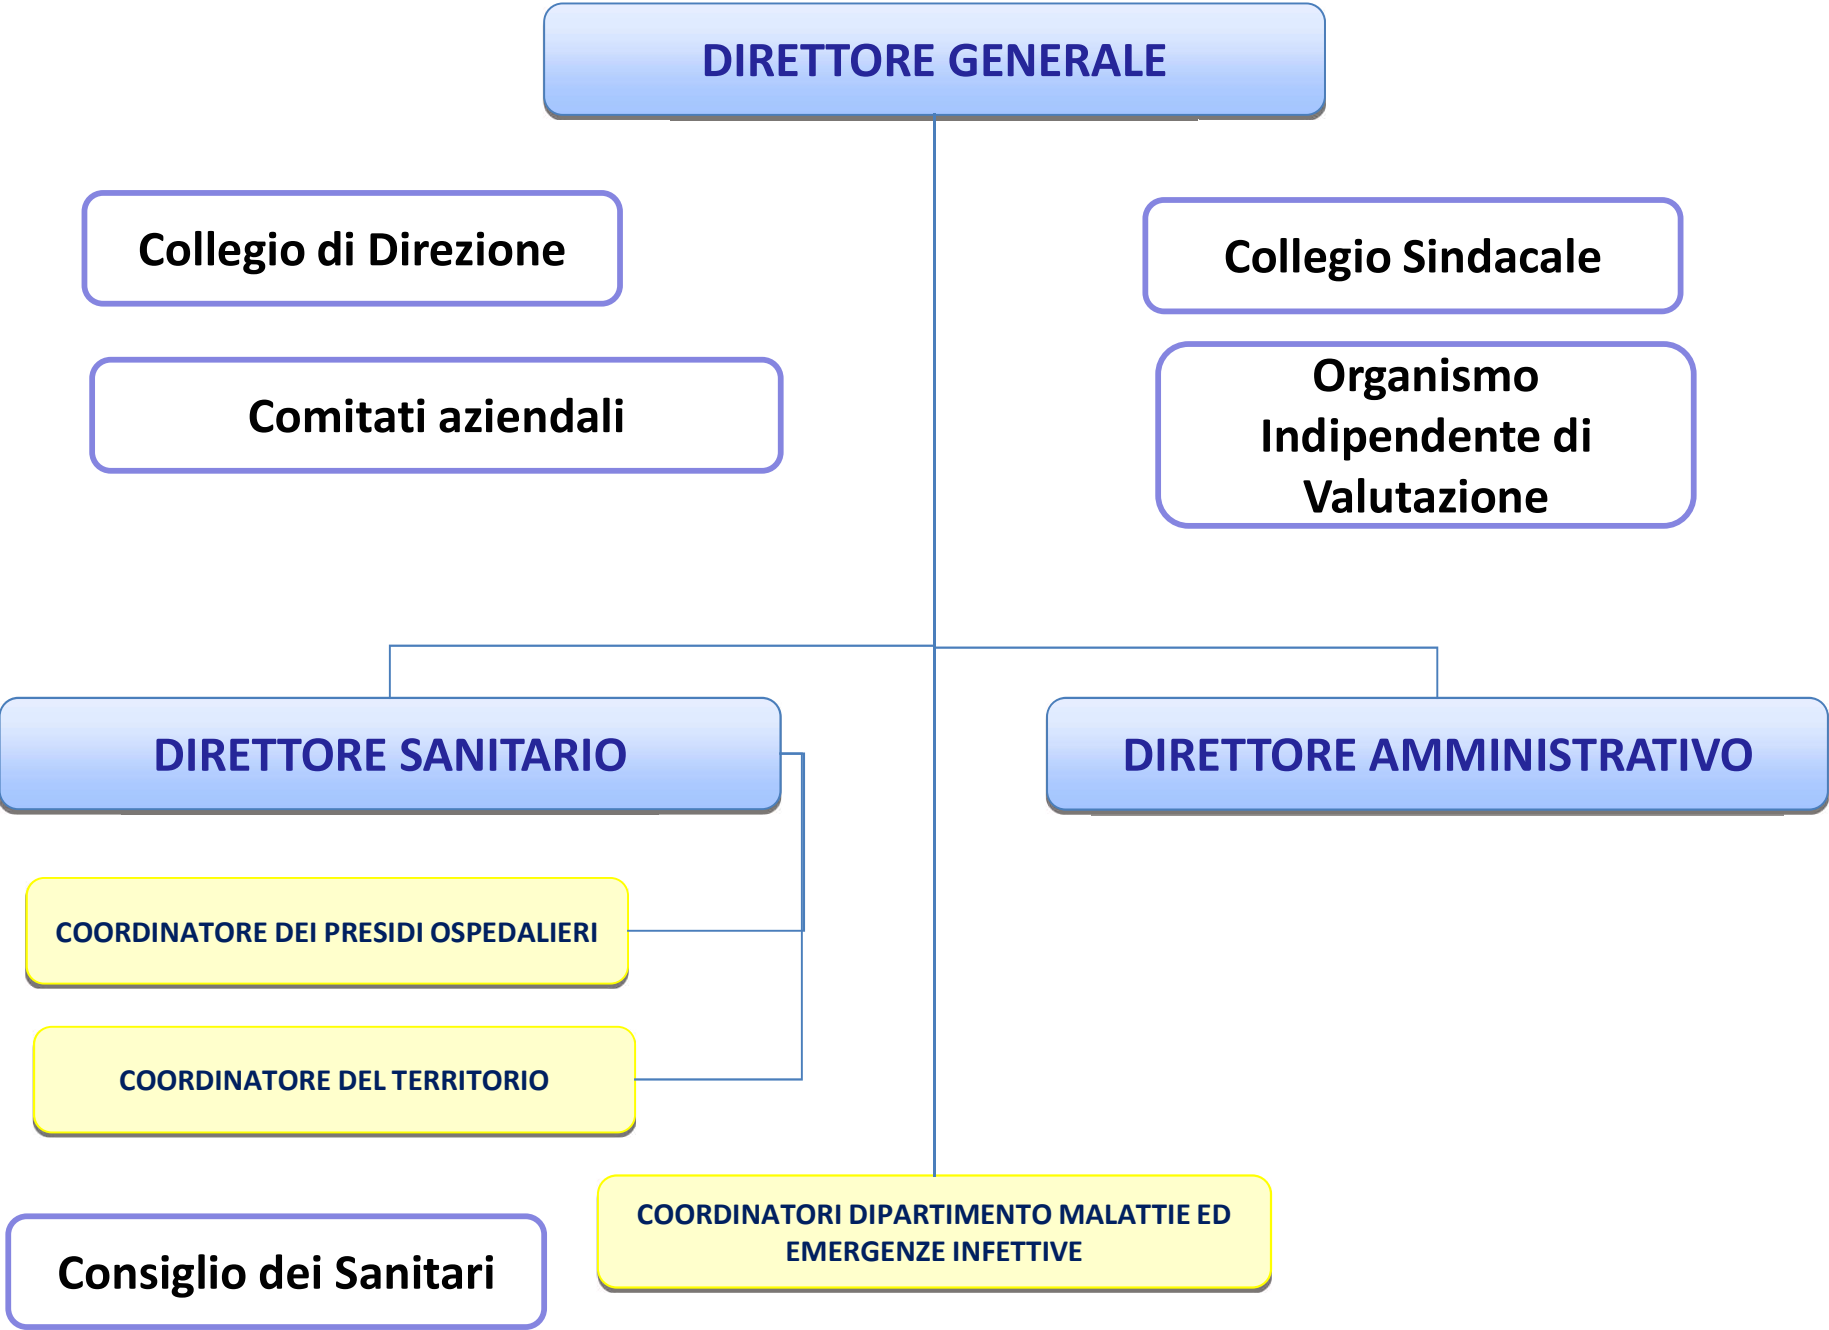 DIRETTORE GENERALE
Collegio di Direzione
Collegio Sindacale
Comitati aziendali
Organismo
Indipendente di
Valutazione
DIRETTORE SANITARIO
DIRETTORE AMMINISTRATIVO
COORDINATORE DEI PRESIDI OSPEDALIERI
COORDINATORE DEL TERRITORIO
COORDINATORI DIPARTIMENTO MALATTIE ED
EMERGENZE INFETTIVE
Consiglio dei Sanitari